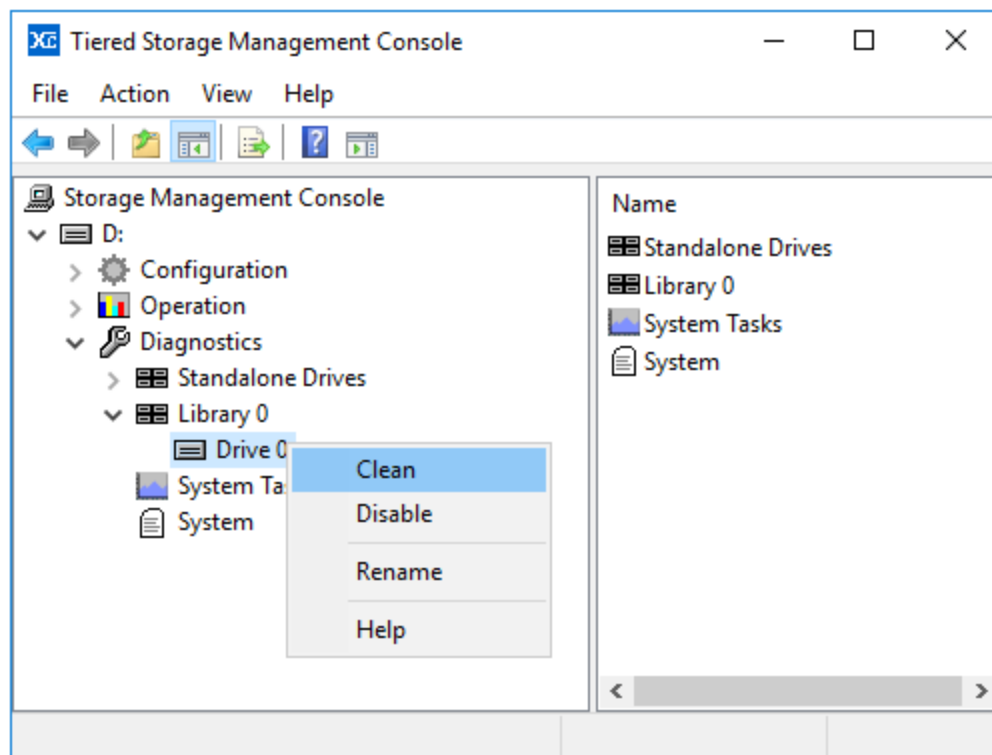 Tiered Storage Management Console
File Action View Help
Storage Management Console
D:
Configuration
Operation
Diagnostics
Standalone Drives
Library 0
Drive 0
System Ta
System
Clean
Disable
Rename
Help
Name
Standalone Drives
Library 0
System Tasks
System